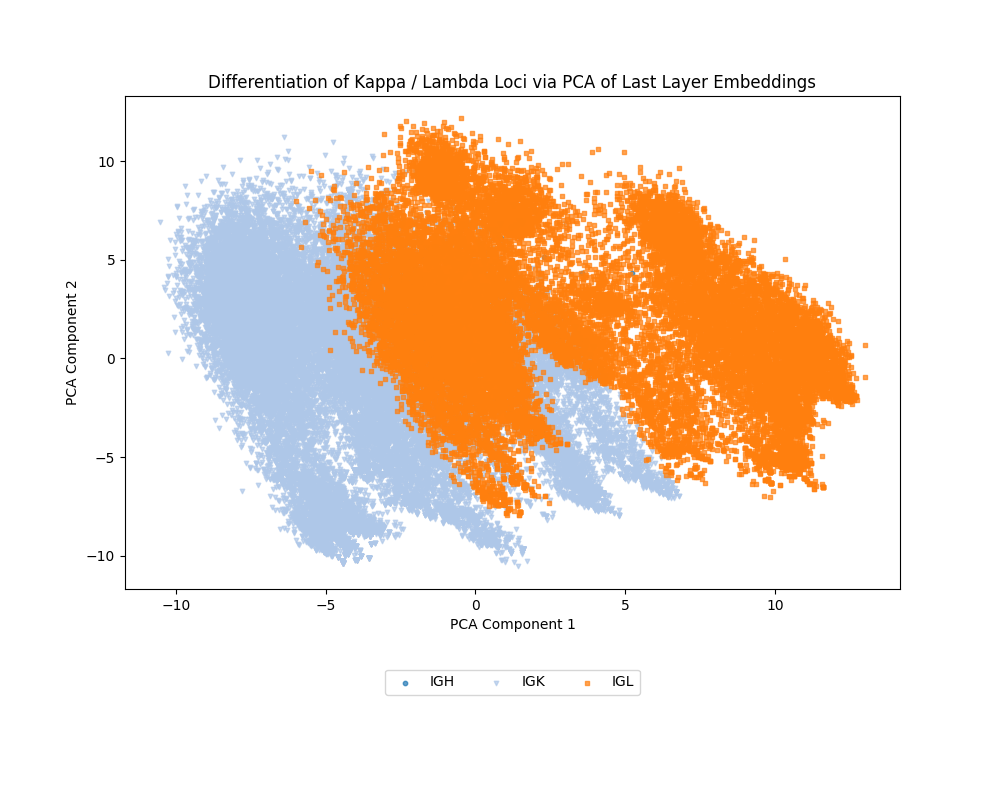 Differentiation of Kappa / Lambda Loci via PCA of Last Layer Embeddings
10
5
0
−5
−10
PCA Component 2
−10 −5 0 5 10
PCA Component 1
IGH IGK IGL